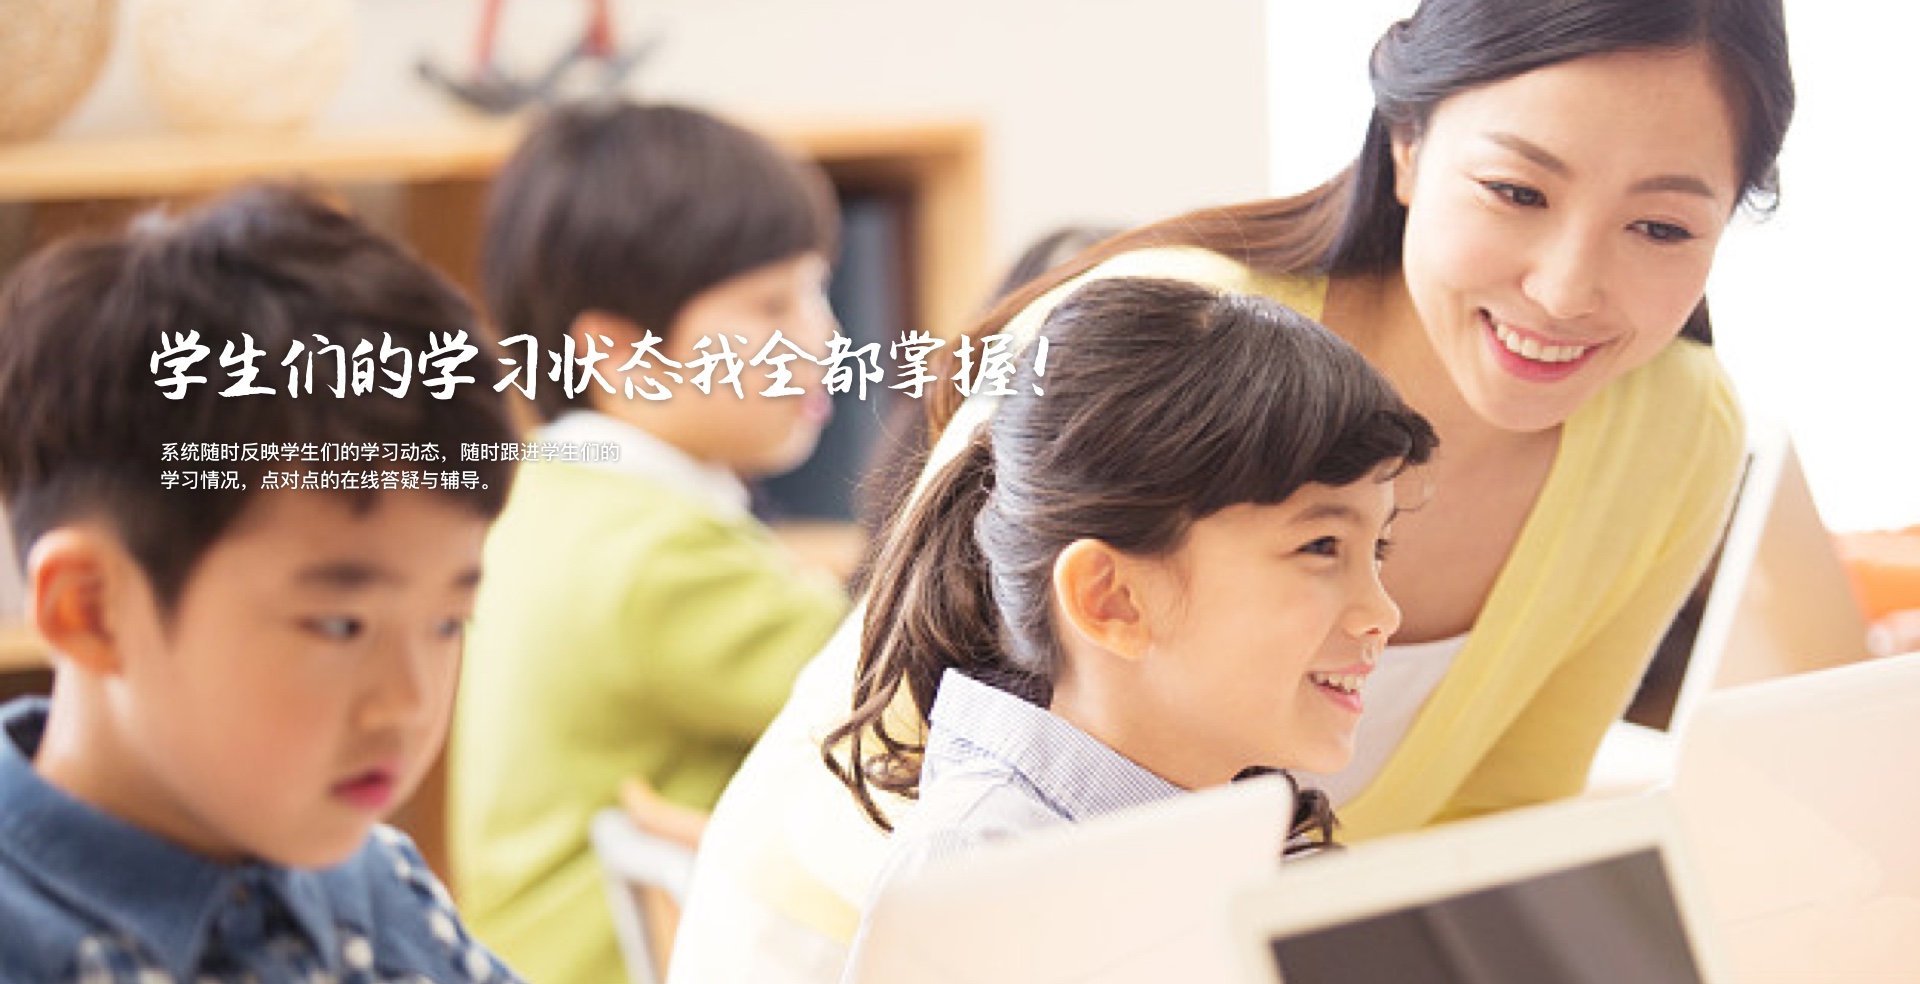 学生们的学习状态我全都掌握！
系统随时反映学生们的学习动态，随时跟进学生们的
学习情况，点对点的在线答疑与辅导。